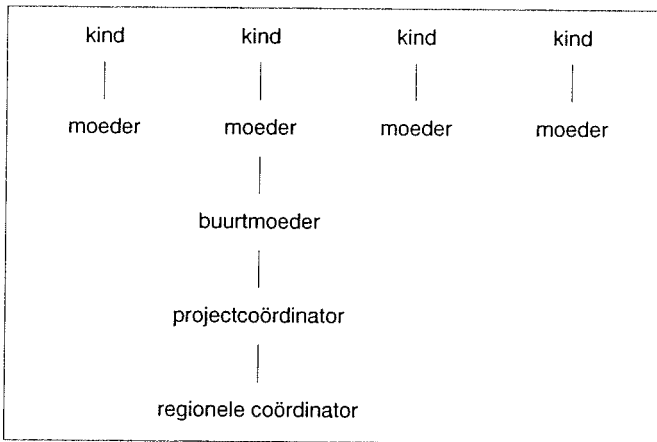 kind kind kind kind
moeder moeder moeder moeder
buurtmoeder
projectcoördinator
regionele coördinator